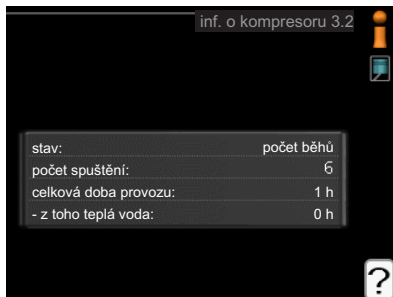 inf. o kompresoru 3.2
stav: počet běhů
počet spuštění: 6
celková doba provozu: 1 h
- z toho teplá voda: 0 h
?